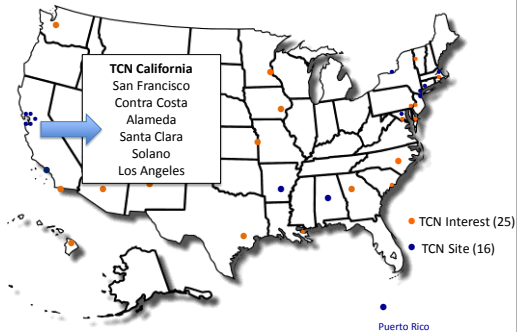 TCN California
San Francisco
Contra Costa
Alameda
Santa Clara
Solano
Los Angeles
TCN Interest (25)
TCN Site (16)
Puerto Rico